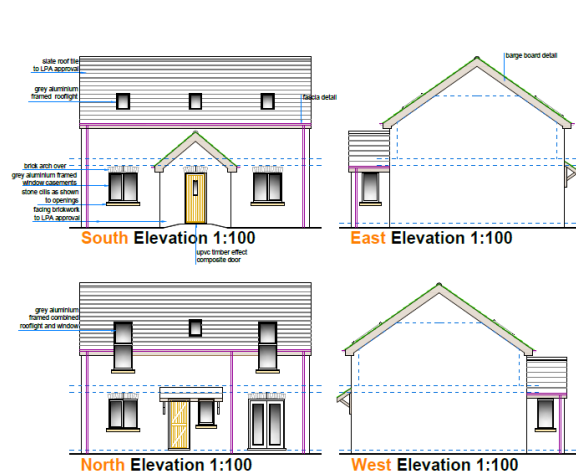 slate roof tile
to LPA approval
grey aluminium
framed rooflight
brick arch over
grey aluminium framed
window casements
stone cills as shown
to openings
facing brickwork
to LPA approval
fascia detail
barge board detail
South Elevation 1:100
East Elevation 1:100
upvc timber effect
composite door
grey aluminium
framed combined
rooflight and window
North Elevation 1:100
West Elevation 1:100